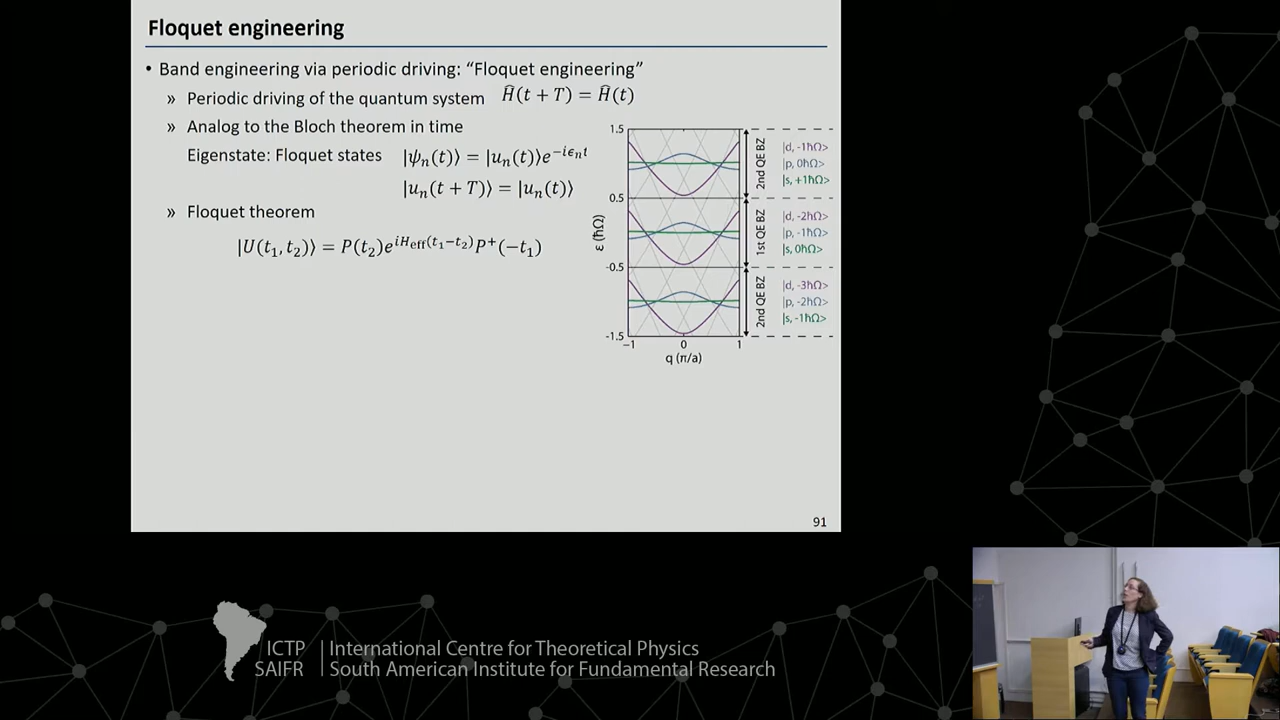 Floquet engineering
• Band engineering via periodic driving: “Floquet engineering”
» Periodic driving of the quantum system Ĥ(t + T) = Ĥ(t)
» Analog to the Bloch theorem in time
Eigenstate: Floquet states |ψₙ(t)⟩ = |uₙ(t)⟩e^{−iϵₙt}
|uₙ(t + T)⟩ = |uₙ(t)⟩
» Floquet theorem
|U(t₁, t₂)⟩ = P(t₂)e^{iH_eff(t₁−t₂)}P⁺(−t₁)
1.5
0.5
-0.5
-1.5
ε (ħΩ)
−1 0 1
q (π/a)
2nd QE BZ
|d, -1ħΩ>
|p, 0ħΩ>
|s, +1ħΩ>
1st QE BZ
|d, -2ħΩ>
|p, -1ħΩ>
|s, 0ħΩ>
2nd QE BZ
|d, -3ħΩ>
|p, -2ħΩ>
|s, -1ħΩ>
91
ICTP International Centre for Theoretical Physics
SAIFR South American Institute for Fundamental Research